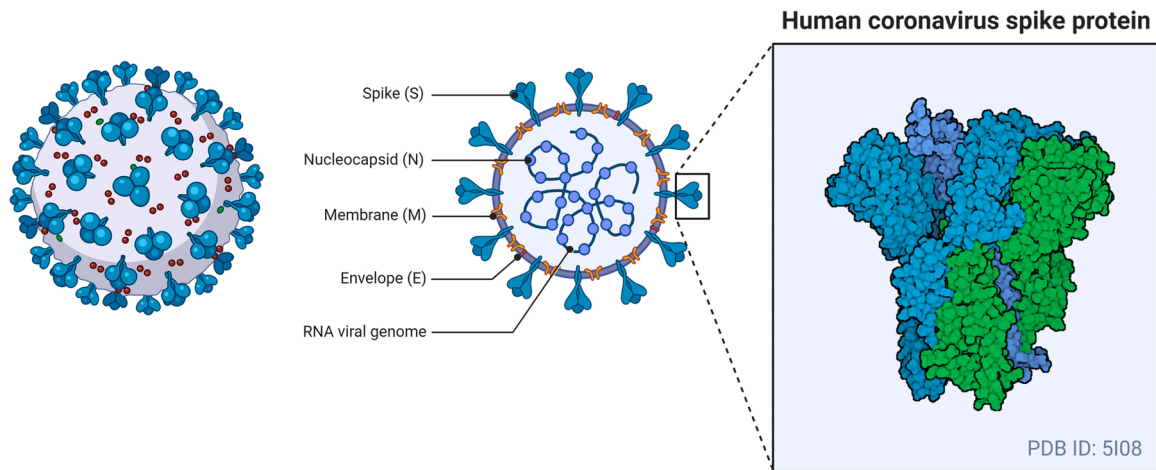 Human coronavirus spike protein
Spike (S)
Nucleocapsid (N)
Membrane (M)
Envelope (E)
RNA viral genome
PDB ID: 5I08